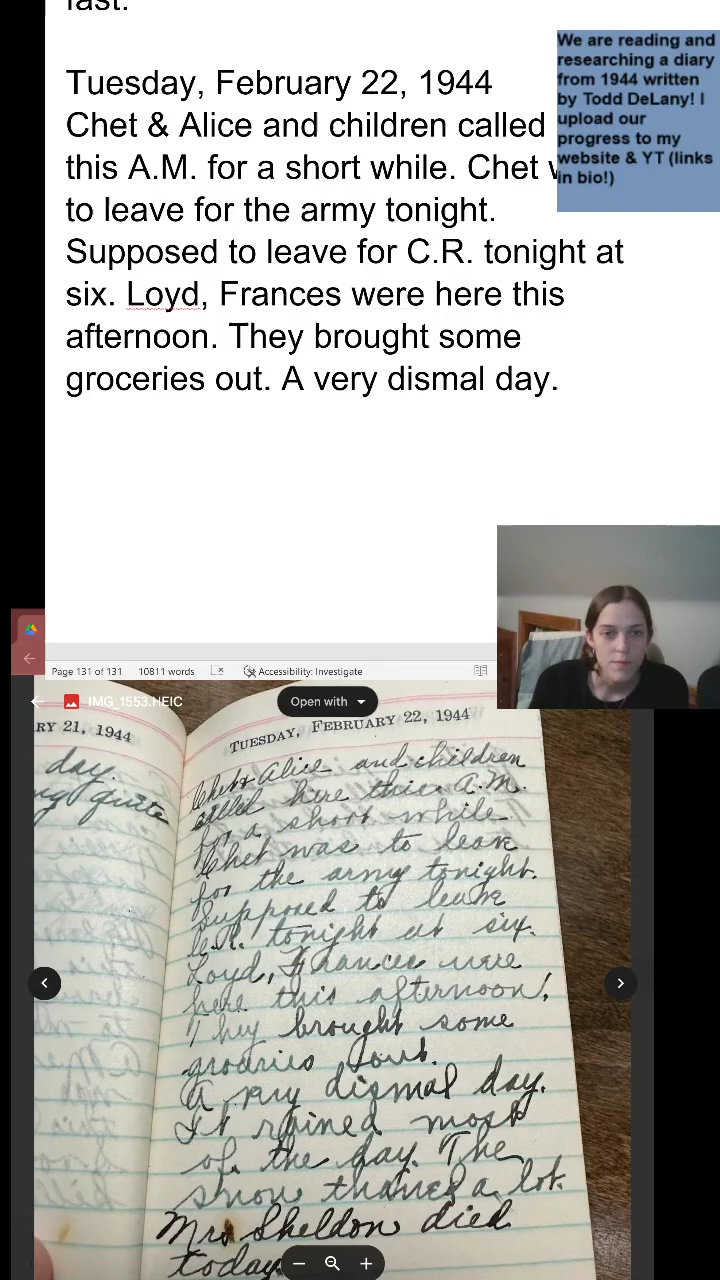 fast.
Tuesday, February 22, 1944
Chet & Alice and children called
this A.M. for a short while. Chet
to leave for the army tonight.
Supposed to leave for C.R. tonight at
six. Loyd, Frances were here this
afternoon. They brought some
groceries out. A very dismal day.
We are reading and
researching a diary
from 1944 written
by Todd DeLany! I
upload our
progress to my
website & YT (links
in bio!)
Page 131 of 131
10811 words
Accessibility: Investigate
IMG_1553.HEIC
Open with
RY 21, 1944
day.
quite
TUESDAY, FEBRUARY 22, 1944
Chet & Alice and children
called here this A.M.
for a short while.
Chet was to leave
for the army tonight.
Supposed to leave
C.R. tonight at six.
Loyd, Frances were
here this afternoon.
They brought some
groceries out.
A very dismal day.
It rained most
of the day. The
snow thawed a lot.
Mrs Sheldon died
today